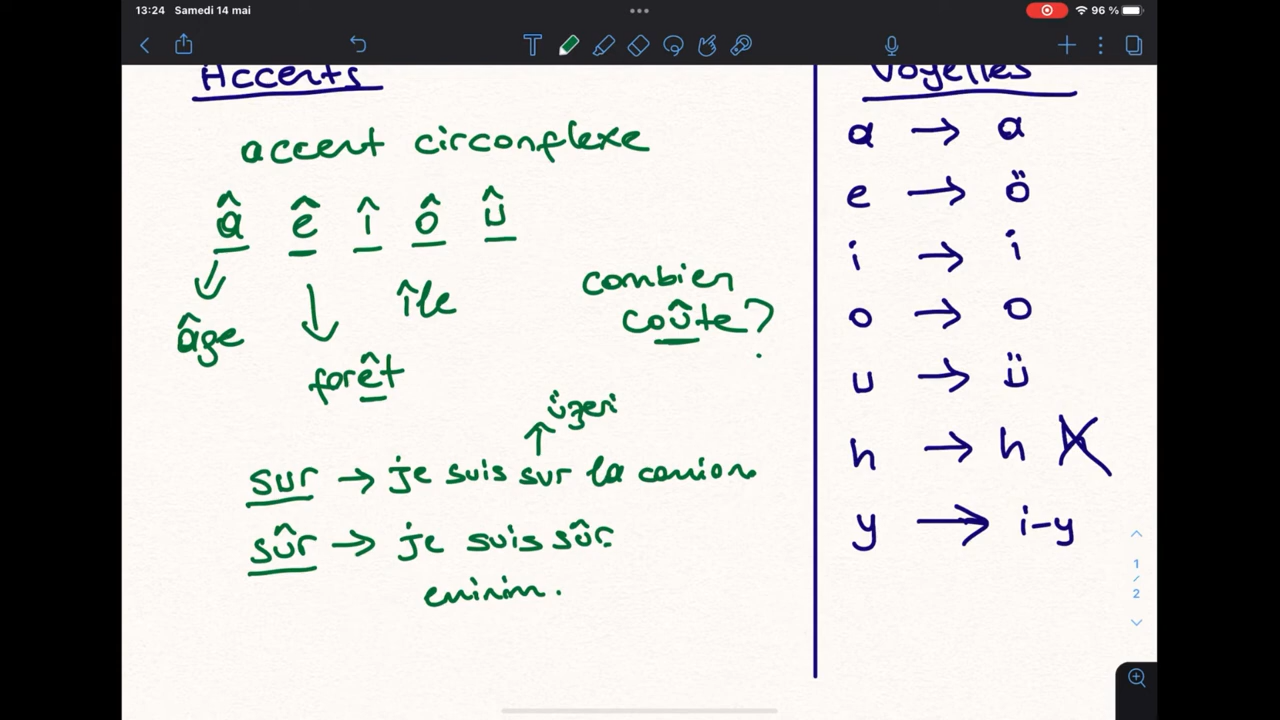 13:24 Samedi 14 mai
96 %
Accents
accent circonflexe
â ê î ô û
âge
île
forêt
combien
coûte?
üzeri
sur → je suis sur la camion
sûr → je suis sûr.
eminim.
Voyelles
a → a
e → ö
i → i
o → o
u → ü
h → h
y → i-y
1
/
2